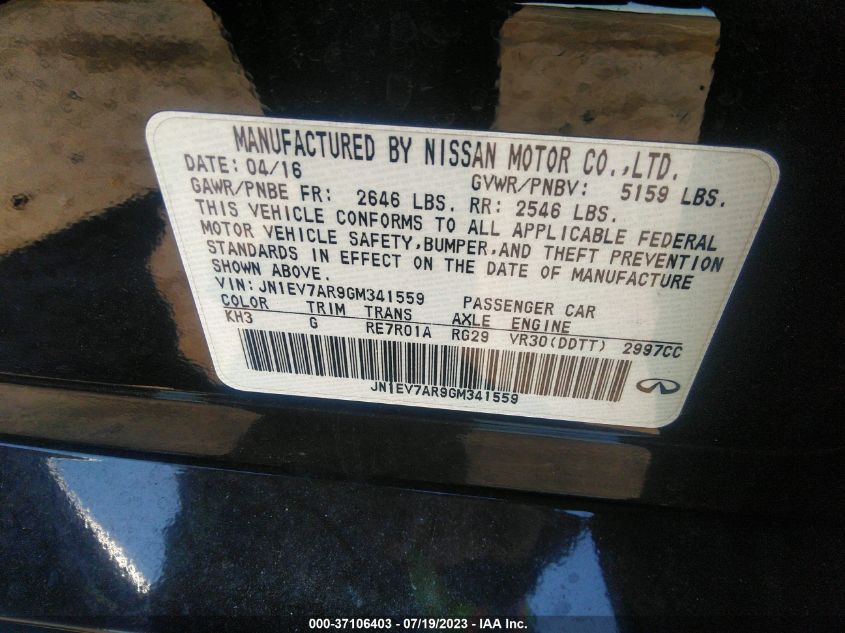 MANUFACTURED BY NISSAN MOTOR CO.,LTD.
DATE: 04/16 GVWR/PNBV: 5159 LBS.
GAWR/PNBE FR: 2646 LBS. RR: 2546 LBS.
THIS VEHICLE CONFORMS TO ALL APPLICABLE FEDERAL
MOTOR VEHICLE SAFETY,BUMPER,AND THEFT PREVENTION
STANDARDS IN EFFECT ON THE DATE OF MANUFACTURE
SHOWN ABOVE.
VIN: JN1EV7AR9GM341559 PASSENGER CAR
COLOR TRIM TRANS AXLE ENGINE
KH3 G RE7R01A RG29 VR30(DDTT) 2997CC
JN1EV7AR9GM341559
000-37106403 - 07/19/2023 - IAA Inc.